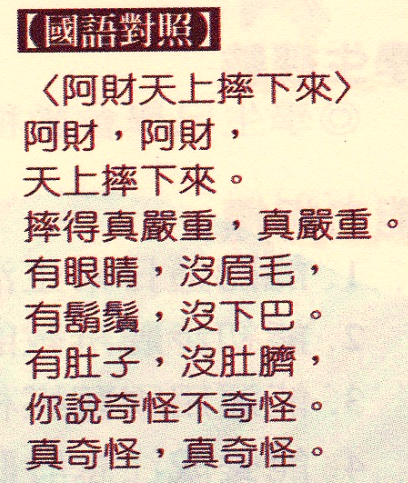 【國語對照】
〈阿財天上摔下來〉
阿財，阿財，
天上摔下來。
摔得真嚴重，真嚴重。
有眼睛，沒眉毛，
有鬍鬚，沒下巴。
有肚子，沒肚臍，
你說奇怪不奇怪。
真奇怪，真奇怪。